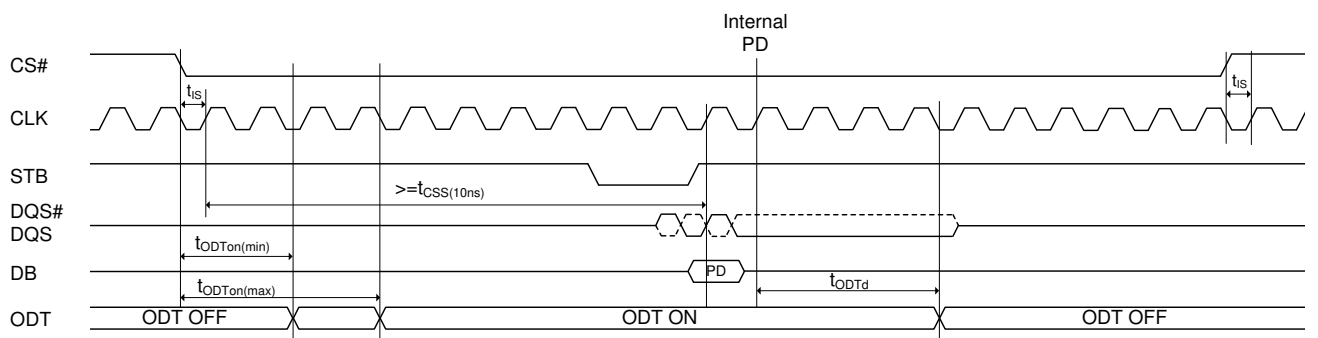 Internal
PD
CS#
tIS
tIS
CLK
STB
>=tCSS(10ns)
DQS#
DQS
tODTon(min)
DB
PD
tODTd
tODTon(max)
ODT
ODT OFF
ODT ON
ODT OFF